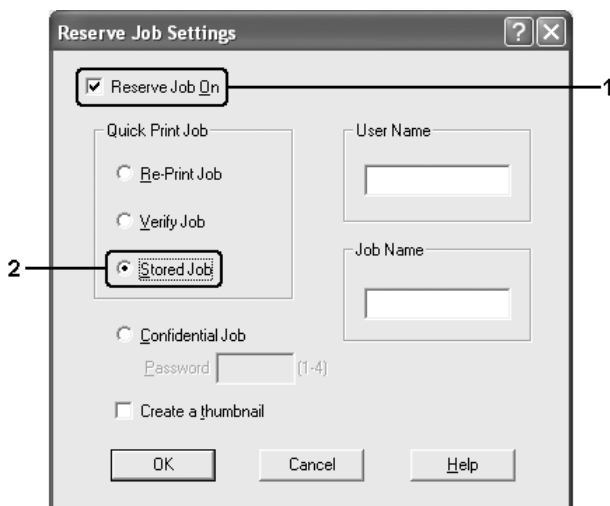 Reserve Job Settings
Reserve Job On
1
Quick Print Job
User Name
Re-Print Job
Verify Job
2
Stored Job
Job Name
Confidential Job
Password
(1-4)
Create a thumbnail
OK
Cancel
Help